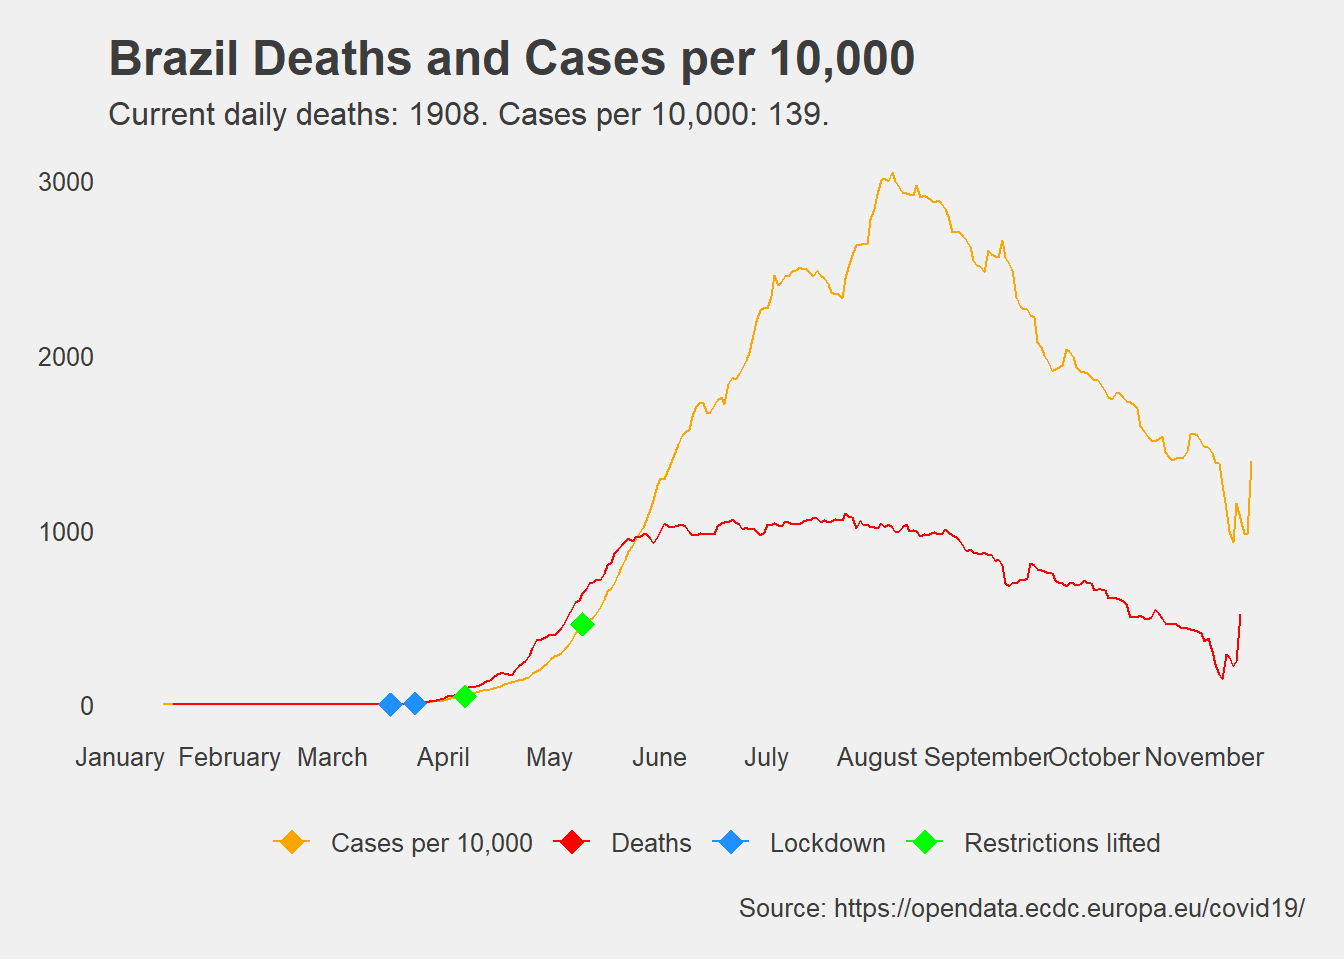 Brazil Deaths and Cases per 10,000
Current daily deaths: 1908. Cases per 10,000: 139.
3000
2000
1000
0
January February March April May June July August September October November
Cases per 10,000 Deaths Lockdown Restrictions lifted
Source: https://opendata.ecdc.europa.eu/covid19/